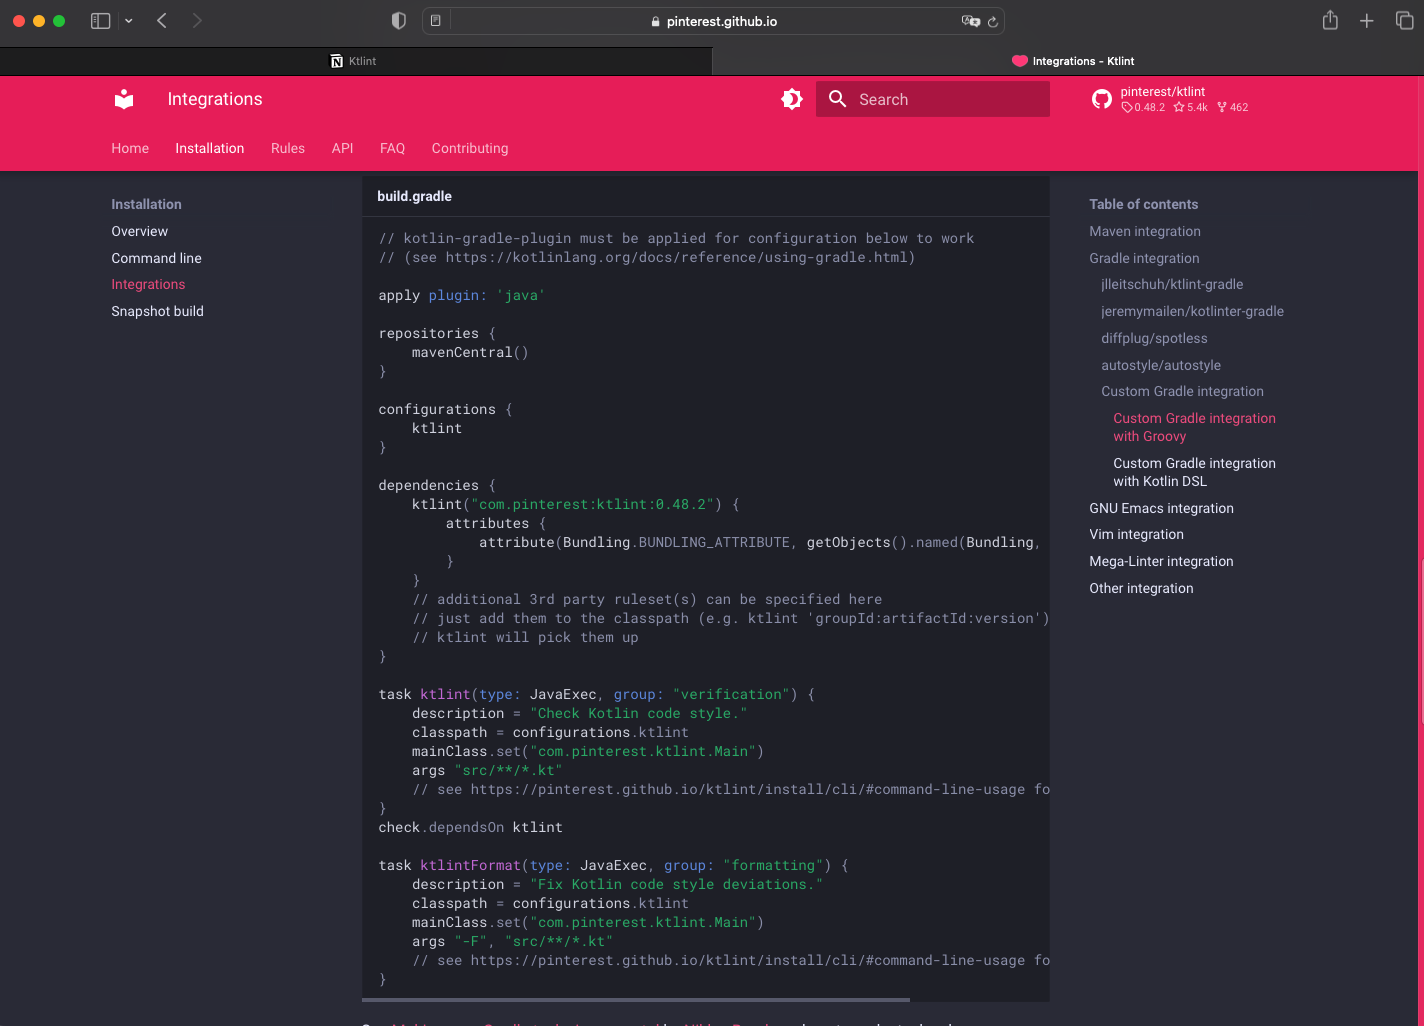 pinterest.github.io
Ktlint
Integrations - Ktlint
Integrations
Search
pinterest/ktlint
0.48.2 5.4k 462
Home Installation Rules API FAQ Contributing
Installation
Overview
Command line
Integrations
Snapshot build
build.gradle
// kotlin-gradle-plugin must be applied for configuration below to work
// (see https://kotlinlang.org/docs/reference/using-gradle.html)
apply plugin: 'java'
repositories {
    mavenCentral()
}
configurations {
    ktlint
}
dependencies {
    ktlint("com.pinterest:ktlint:0.48.2") {
        attributes {
            attribute(Bundling.BUNDLING_ATTRIBUTE, getObjects().named(Bundling,
        }
    }
    // additional 3rd party ruleset(s) can be specified here
    // just add them to the classpath (e.g. ktlint 'groupId:artifactId:version')
    // ktlint will pick them up
}
task ktlint(type: JavaExec, group: "verification") {
    description = "Check Kotlin code style."
    classpath = configurations.ktlint
    mainClass.set("com.pinterest.ktlint.Main")
    args "src/**/*.kt"
    // see https://pinterest.github.io/ktlint/install/cli/#command-line-usage fo
}
check.dependsOn ktlint
task ktlintFormat(type: JavaExec, group: "formatting") {
    description = "Fix Kotlin code style deviations."
    classpath = configurations.ktlint
    mainClass.set("com.pinterest.ktlint.Main")
    args "-F", "src/**/*.kt"
    // see https://pinterest.github.io/ktlint/install/cli/#command-line-usage fo
}
Table of contents
Maven integration
Gradle integration
jlleitschuh/ktlint-gradle
jeremymailen/kotlinter-gradle
diffplug/spotless
autostyle/autostyle
Custom Gradle integration
Custom Gradle integration
with Groovy
Custom Gradle integration
with Kotlin DSL
GNU Emacs integration
Vim integration
Mega-Linter integration
Other integration